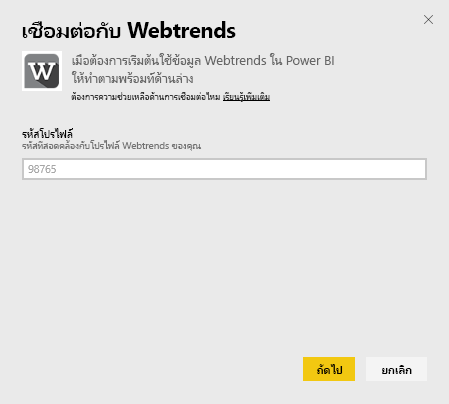 เชื่อมต่อกับ Webtrends
W
เมื่อต้องการเริ่มต้นใช้ข้อมูล Webtrends ใน Power BI
ให้ทำตามพร้อมท์ด้านล่าง
ต้องการความช่วยเหลือด้านการเชื่อมต่อไหม เรียนรู้เพิ่มเติม
รหัสโปรไฟล์
รหัสที่สอดคล้องกับโปรไฟล์ Webtrends ของคุณ
98765
ถัดไป ยกเลิก